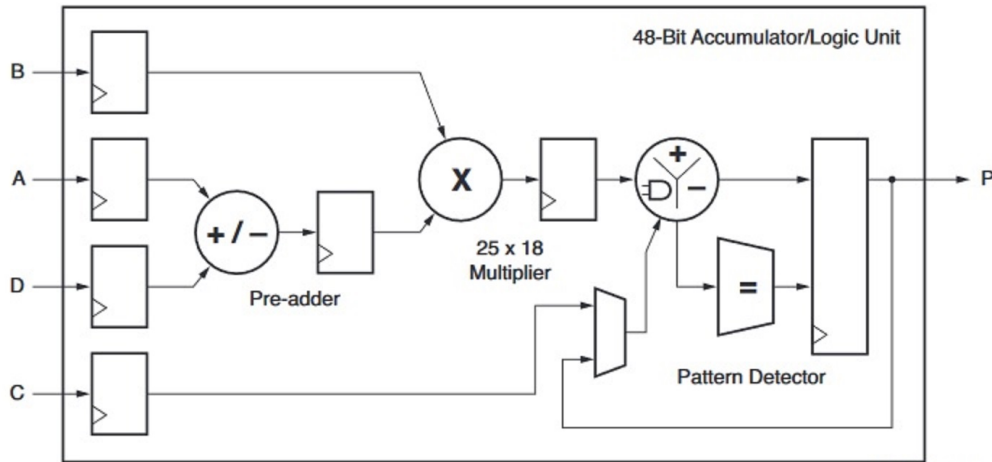 48-Bit Accumulator/Logic Unit
B
A
+
X
+ / −
−
P
25 x 18
Multiplier
D
Pre-adder
=
C
Pattern Detector